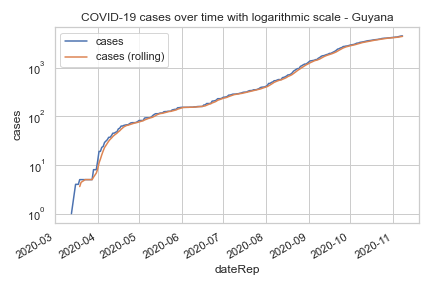 COVID-19 cases over time with logarithmic scale - Guyana
cases
cases (rolling)
10³
10²
10¹
10⁰
cases
2020-03
2020-04
2020-05
2020-06
2020-07
2020-08
2020-09
2020-10
2020-11
dateRep